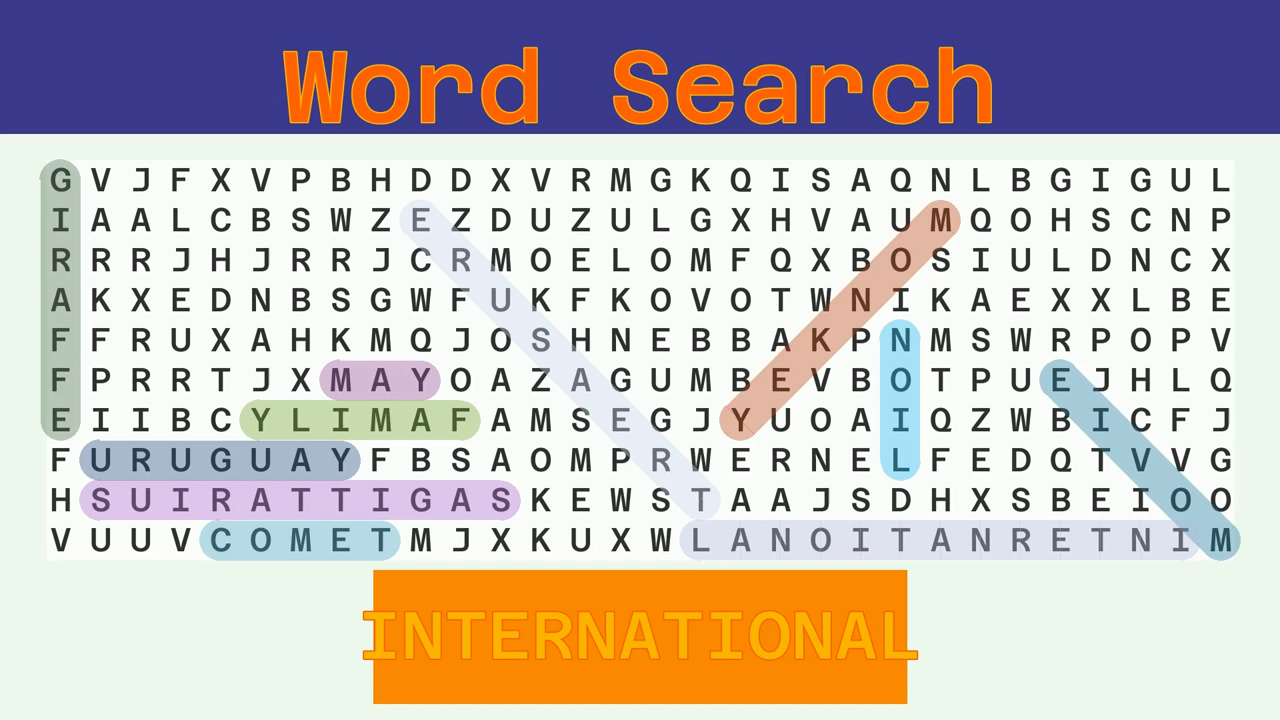 Word Search
G V J F X V P B H D D X V R M G K Q I S A Q N L B G I G U L
I A A L C B S W Z E Z D U Z U L G X H V A U M Q O H S C N P
R R R J H J R R J C R M O E L O M F Q X B O S I U L D N C X
A K X E D N B S G W F U K F K O V O T W N I K A E X X L B E
F F R U X A H K M Q J O S H N E B B A K P N M S W R P O P V
F P R R T J X M A Y O A Z A G U M B E V B O T P U E J H L Q
E I I B C Y L I M A F A M S E G J Y U O A I Q Z W B I C F J
F U R U G U A Y F B S A O M P R W E R N E L F E D Q T V V G
H S U I R A T T I G A S K E W S T A A J S D H X S B E I O O
V U U V C O M E T M J X K U X W L A N O I T A N R E T N I M
INTERNATIONAL